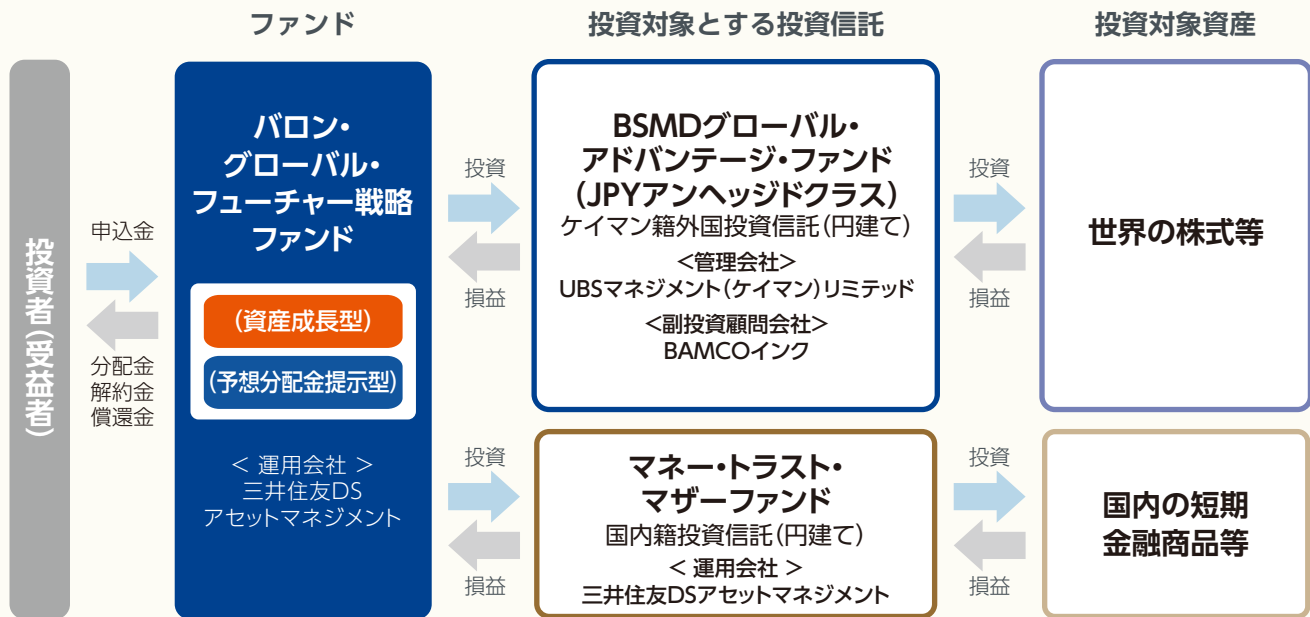 ファンド
投資対象とする投資信託
投資対象資産
投資者(受益者)
申込金
分配金
解約金
償還金
バロン・
グローバル・
フューチャー戦略
ファンド
(資産成長型)
(予想分配金提示型)
< 運用会社 >
三井住友DS
アセットマネジメント
投資
損益
BSMDグローバル・
アドバンテージ・ファンド
(JPYアンヘッジドクラス)
ケイマン籍外国投資信託(円建て)
<管理会社>
UBSマネジメント(ケイマン)リミテッド
<副投資顧問会社>
BAMCOインク
投資
損益
世界の株式等
投資
損益
マネー・トラスト・
マザーファンド
国内籍投資信託(円建て)
< 運用会社 >
三井住友DSアセットマネジメント
投資
損益
国内の短期
金融商品等